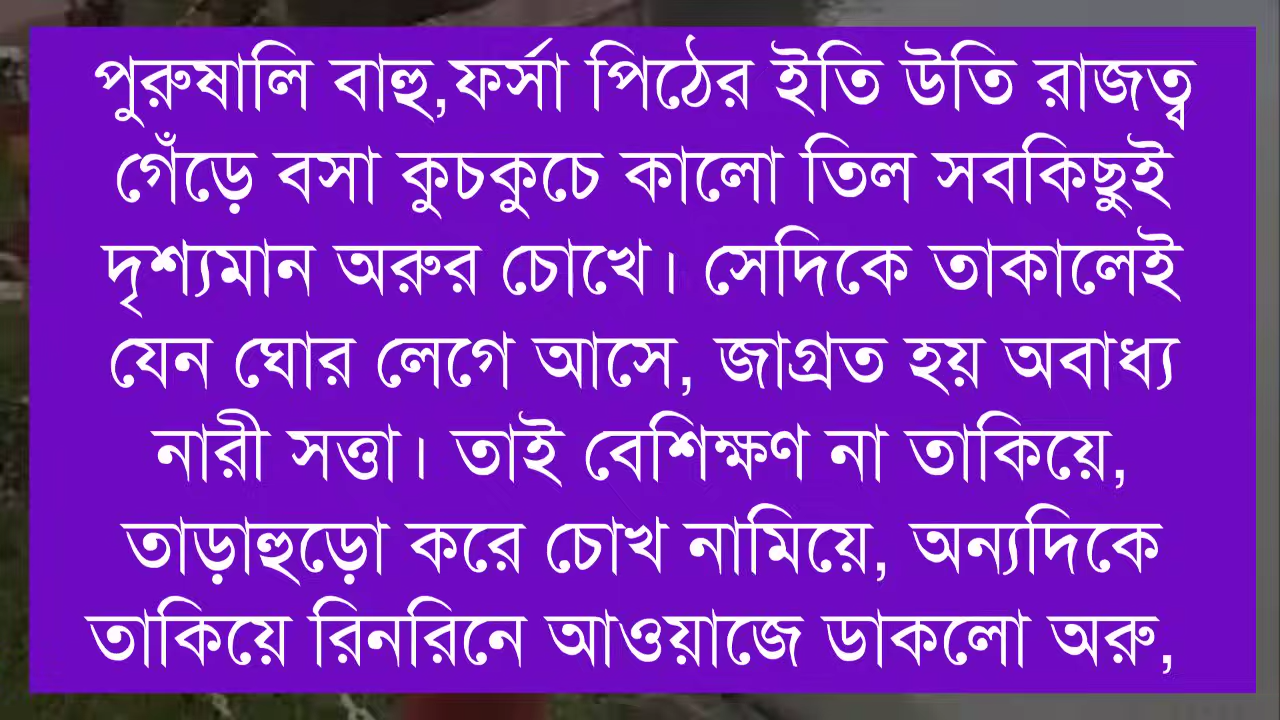 পুরুষালি বাহু,ফর্সা পিঠের ইতি উতি রাজত্ব
গেঁড়ে বসা কুচকুচে কালো তিল সবকিছুই
দৃশ্যমান অরুর চোখে। সেদিকে তাকালেই
যেন ঘোর লেগে আসে, জাগ্রত হয় অবাধ্য
নারী সত্তা। তাই বেশিক্ষণ না তাকিয়ে,
তাড়াহুড়ো করে চোখ নামিয়ে, অন্যদিকে
তাকিয়ে রিনরিনে আওয়াজে ডাকলো অরু,